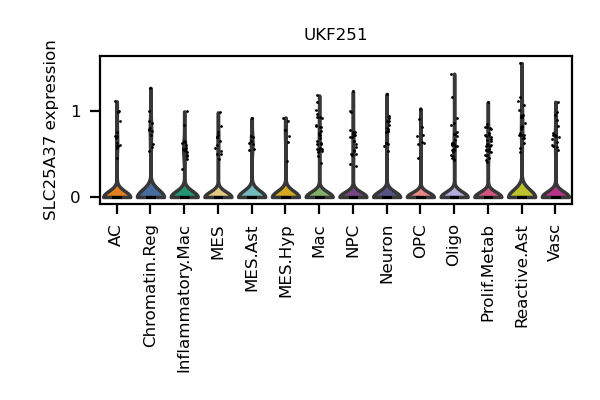 UKF251
SLC25A37 expression
1
0
AC
Chromatin.Reg
Inflammatory.Mac
MES
MES.Ast
MES.Hyp
Mac
NPC
Neuron
OPC
Oligo
Prolif.Metab
Reactive.Ast
Vasc